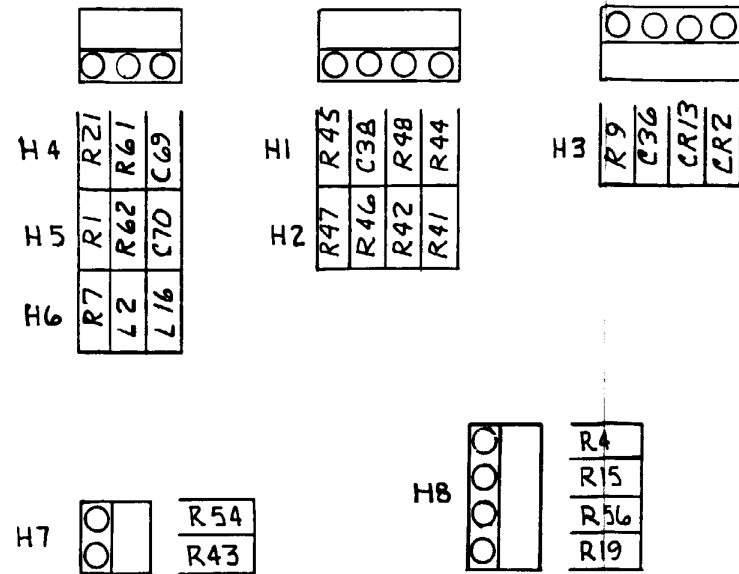 H4 R21 R61 C69
H5 R1 R62 C70
H6 R7 L2 L16
H1 R45 C38 R48 R44
H2 R47 R46 R42 R41
H3 R9 C36 CR13 CR2
H7 R54
R43
H8 R4
R15
R56
R19